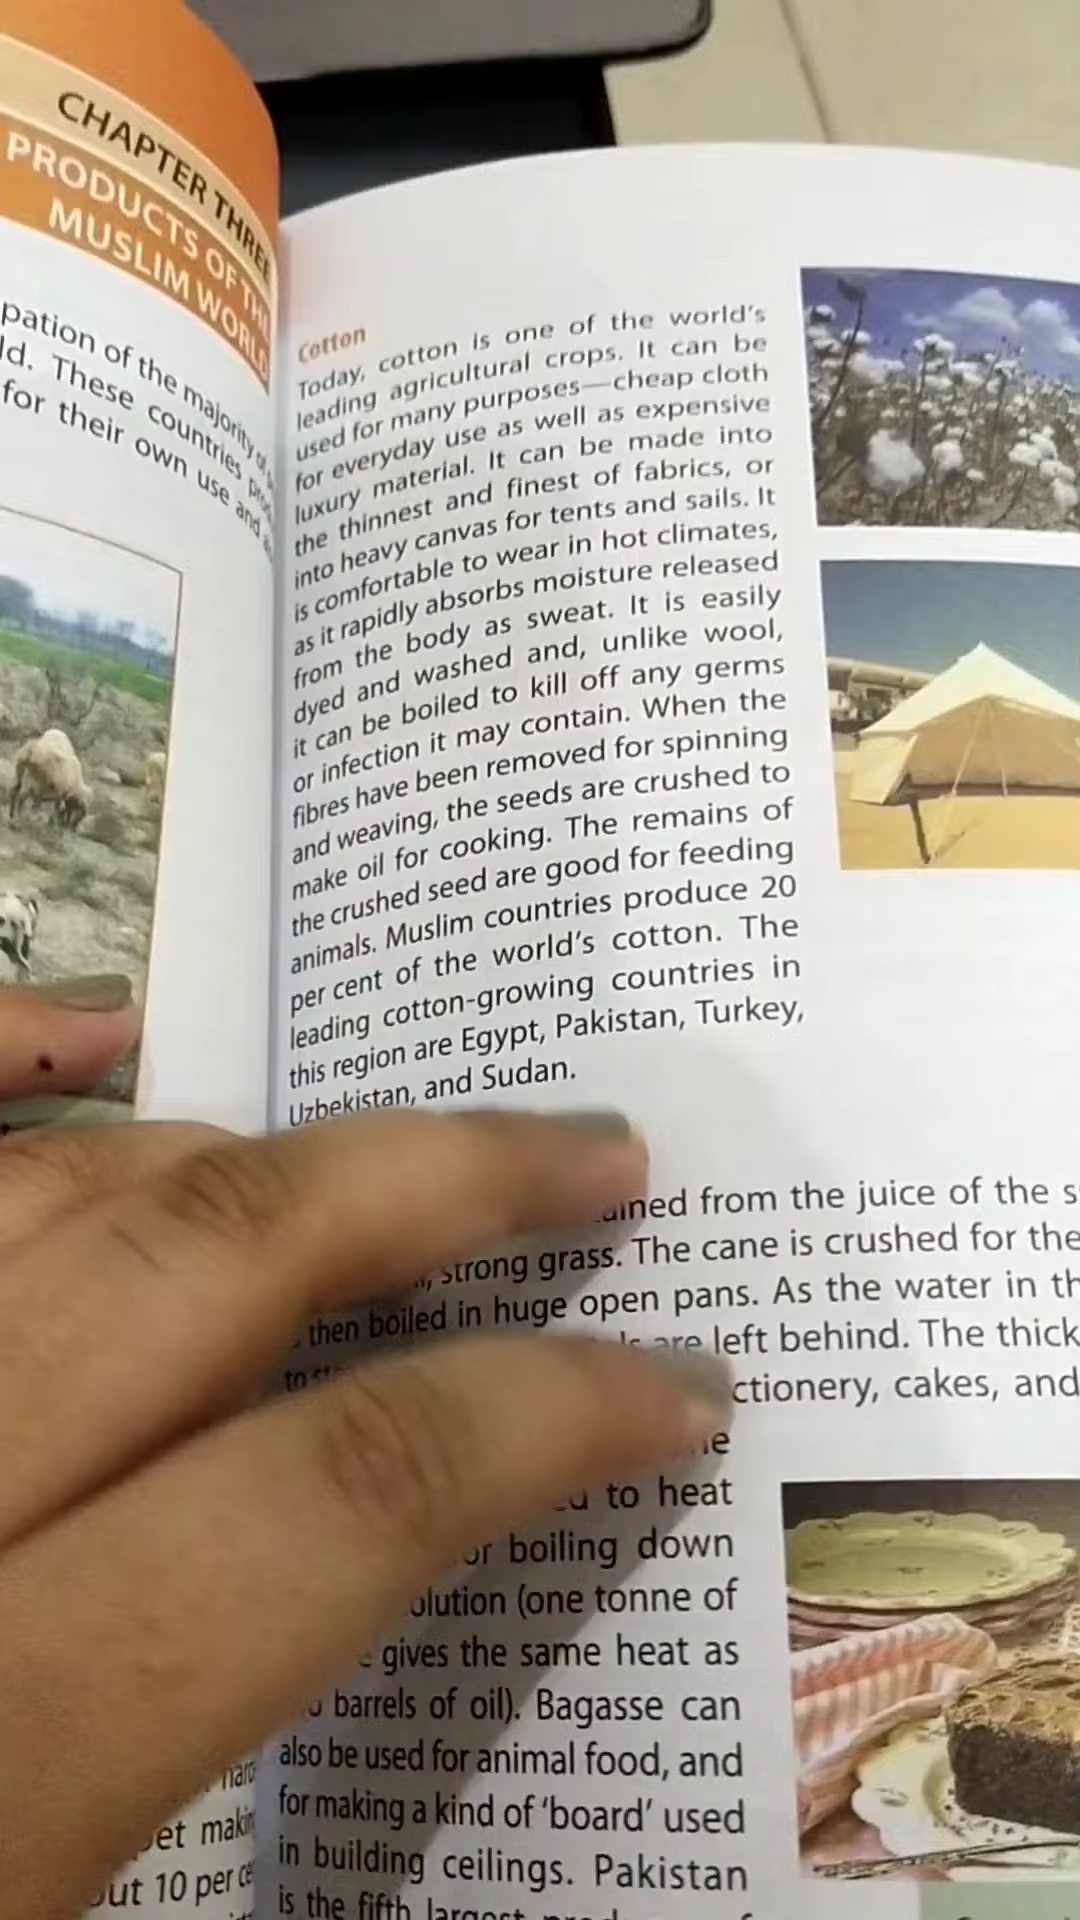 CHAPTER THREE
PRODUCTS OF THE
MUSLIM WORLD
pation of the majority of
ld. These countries
for their own use and
Cotton
Today, cotton is one of the world's
leading agricultural crops. It can be
used for many purposes—cheap cloth
for everyday use as well as expensive
luxury material. It can be made into
the thinnest and finest of fabrics, or
into heavy canvas for tents and sails. It
is comfortable to wear in hot climates,
as it rapidly absorbs moisture released
from the body as sweat. It is easily
dyed and washed and, unlike wool,
it can be boiled to kill off any germs
or infection it may contain. When the
fibres have been removed for spinning
and weaving, the seeds are crushed to
make oil for cooking. The remains of
the crushed seed are good for feeding
animals. Muslim countries produce 20
per cent of the world's cotton. The
leading cotton-growing countries in
this region are Egypt, Pakistan, Turkey,
Uzbekistan, and Sudan.
ained from the juice of the
strong grass. The cane is crushed for the
then boiled in huge open pans. As the water in
to are left behind. The thick
ctionery, cakes, and
to heat
or boiling down
olution (one tonne of
gives the same heat as
barrels of oil). Bagasse can
also be used for animal food, and
for making a kind of 'board' used
in building ceilings. Pakistan
is the fifth largest
out 10 per